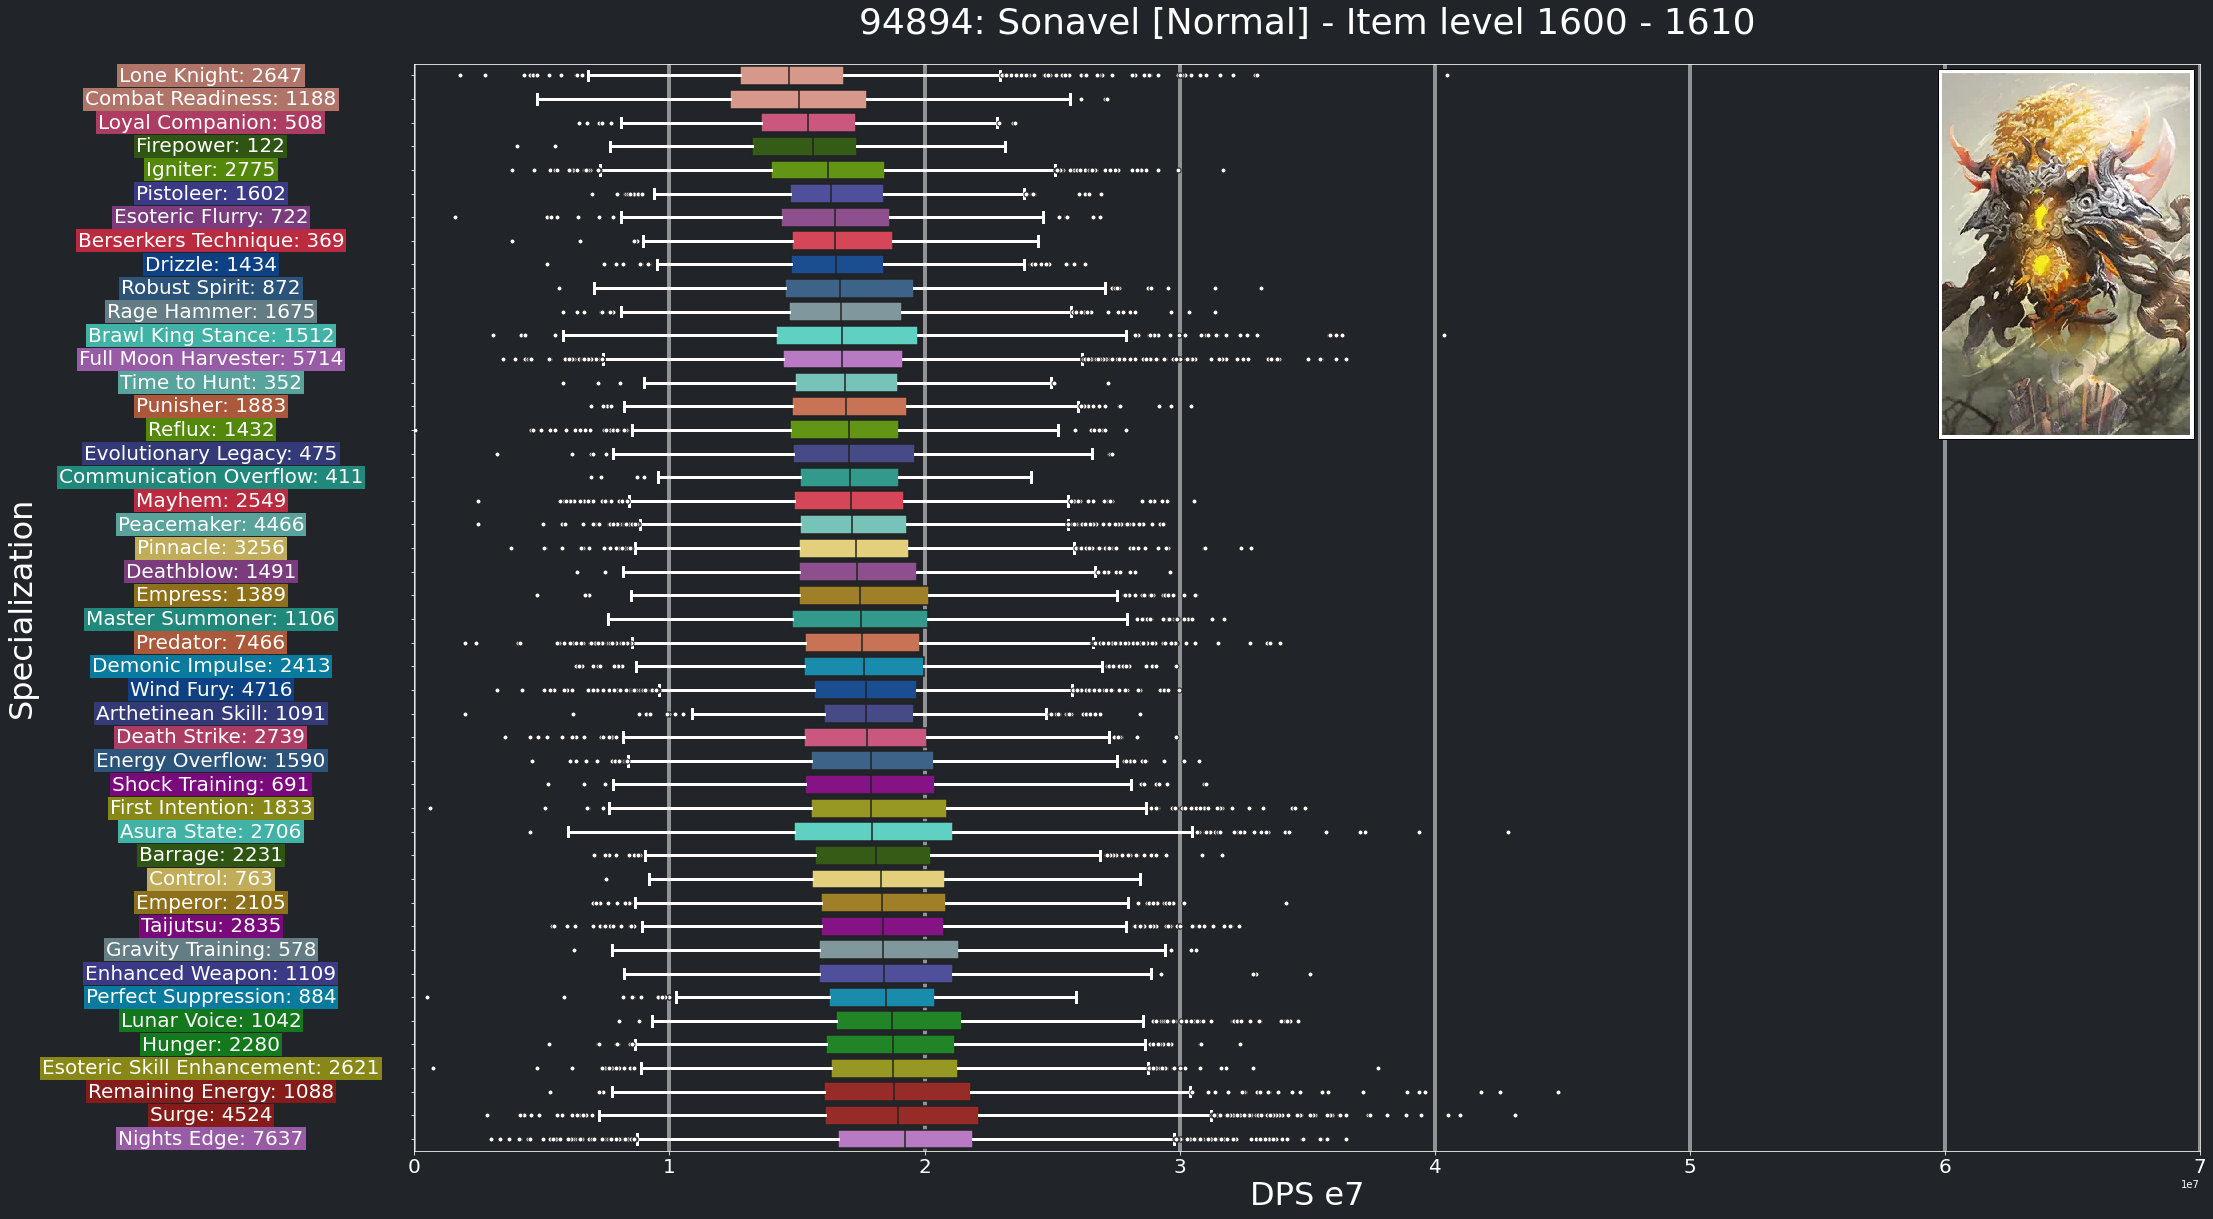 94894: Sonavel [Normal] - Item level 1600 - 1610
Lone Knight: 2647
Combat Readiness: 1188
Loyal Companion: 508
Firepower: 122
Igniter: 2775
Pistoleer: 1602
Esoteric Flurry: 722
Berserkers Technique: 369
Drizzle: 1434
Robust Spirit: 872
Rage Hammer: 1675
Brawl King Stance: 1512
Full Moon Harvester: 5714
Time to Hunt: 352
Punisher: 1883
Reflux: 1432
Evolutionary Legacy: 475
Communication Overflow: 411
Mayhem: 2549
Peacemaker: 4466
Pinnacle: 3256
Deathblow: 1491
Empress: 1389
Master Summoner: 1106
Predator: 7466
Demonic Impulse: 2413
Wind Fury: 4716
Arthetinean Skill: 1091
Death Strike: 2739
Energy Overflow: 1590
Shock Training: 691
First Intention: 1833
Asura State: 2706
Barrage: 2231
Control: 763
Emperor: 2105
Taijutsu: 2835
Gravity Training: 578
Enhanced Weapon: 1109
Perfect Suppression: 884
Lunar Voice: 1042
Hunger: 2280
Esoteric Skill Enhancement: 2621
Remaining Energy: 1088
Surge: 4524
Nights Edge: 7637
Specialization
0 1 2 3 4 5 6 7
DPS e7
1e7